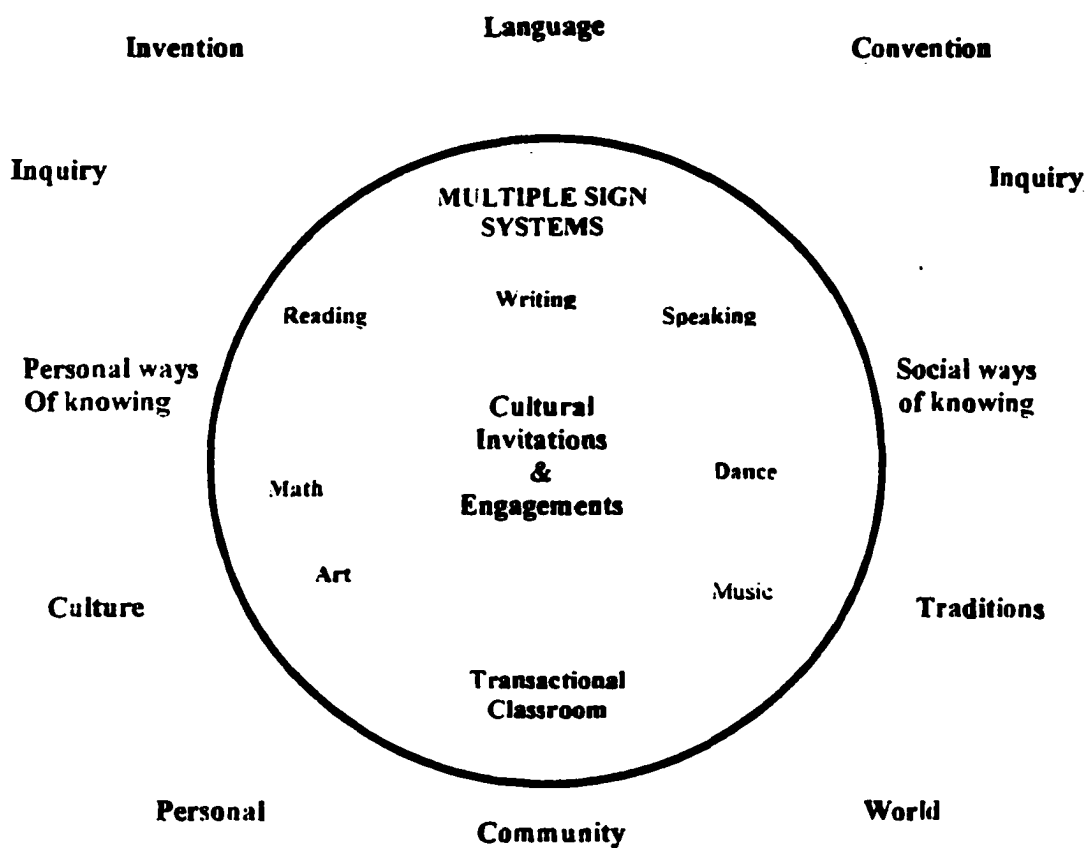 Language
Invention
Convention
Inquiry
Inquiry
MULTIPLE SIGN
SYSTEMS
Reading
Writing
Speaking
Personal ways
Of knowing
Social ways
of knowing
Cultural
Invitations
&
Engagements
Math
Dance
Art
Music
Culture
Traditions
Transactional
Classroom
Personal
Community
World